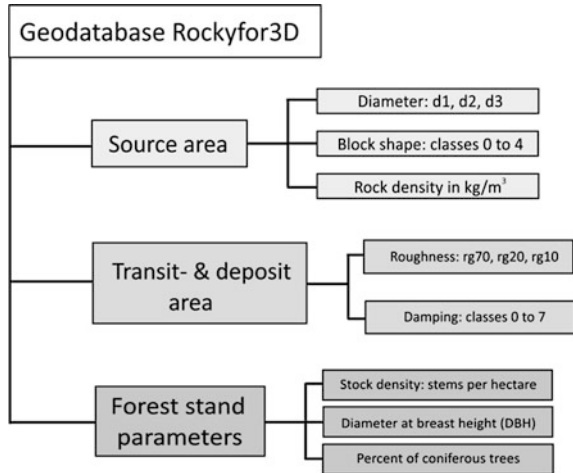 Geodatabase Rockyfor3D
Source area
Diameter: d1, d2, d3
Block shape: classes 0 to 4
Rock density in kg/m³
Transit- & deposit
area
Roughness: rg70, rg20, rg10
Damping: classes 0 to 7
Forest stand
parameters
Stock density: stems per hectare
Diameter at breast height (DBH)
Percent of coniferous trees